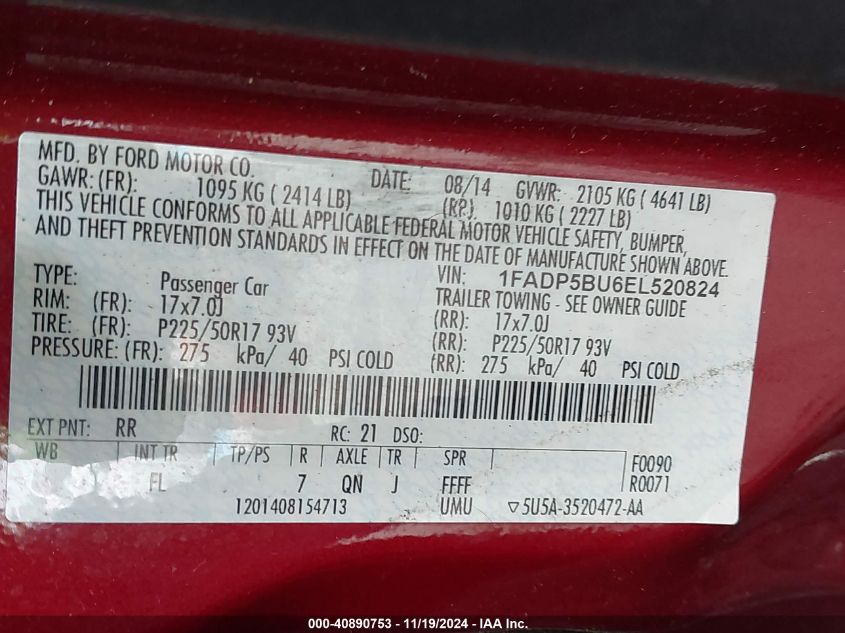 MFD. BY FORD MOTOR CO.
DATE: 08/14 GVWR: 2105 KG ( 4641 LB)
GAWR: (FR): 1095 KG ( 2414 LB) (RR): 1010 KG ( 2227 LB)
THIS VEHICLE CONFORMS TO ALL APPLICABLE FEDERAL MOTOR VEHICLE SAFETY, BUMPER,
AND THEFT PREVENTION STANDARDS IN EFFECT ON THE DATE OF MANUFACTURE SHOWN ABOVE.
VIN: 1FADP5BU6EL520824
TYPE: Passenger Car TRAILER TOWING - SEE OWNER GUIDE
RIM: (FR): 17x7.0J (RR): 17x7.0J
TIRE: (FR): P225/50R17 93V (RR): P225/50R17 93V
PRESSURE: (FR): 275 kPa/ 40 PSI COLD (RR): 275 kPa/ 40 PSI COLD
EXT PNT: RR RC: 21 DSO:
WB INT TR TP/PS R AXLE TR SPR F0090
FL 7 QN J FFFF R0071
1201408154713 UMU ▽5U5A-3520472-AA
000-40890753 - 11/19/2024 - IAA Inc.